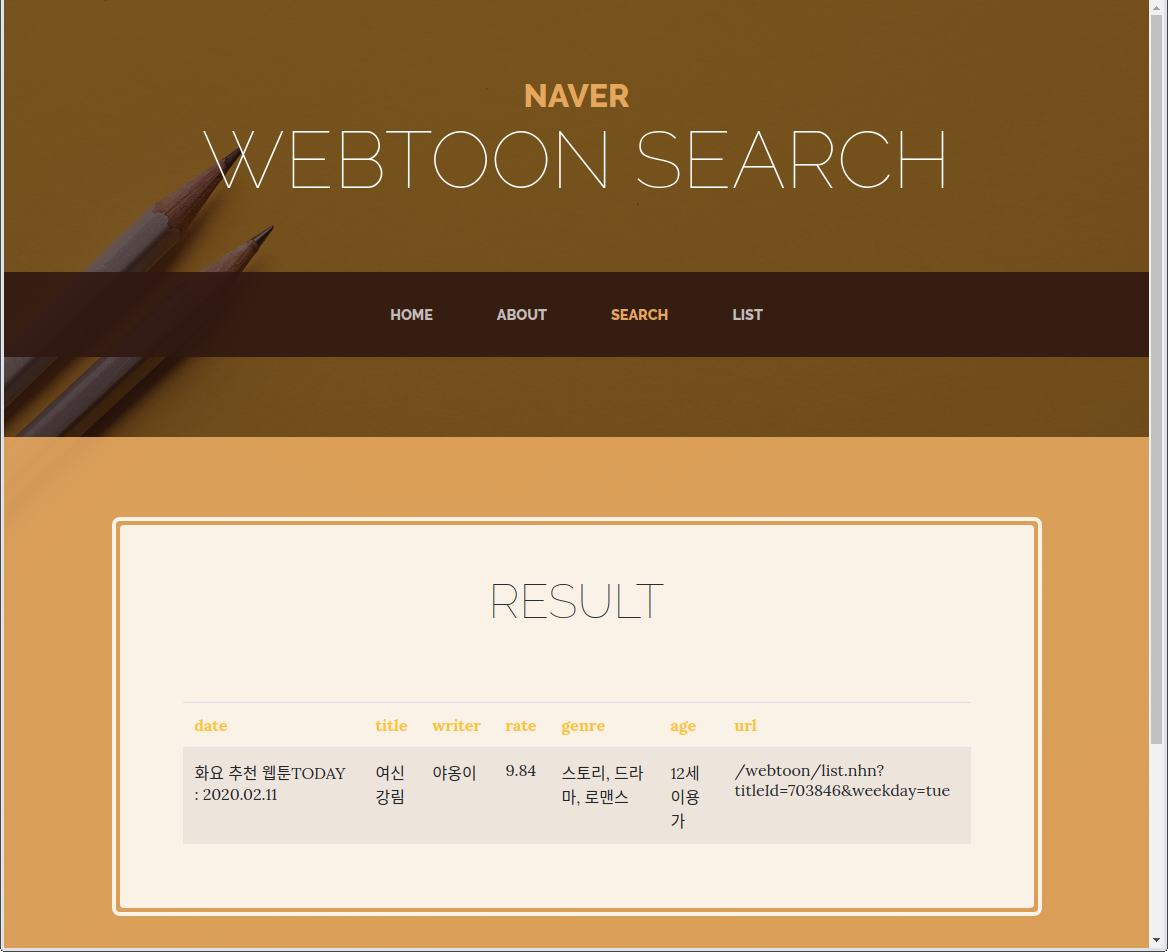 NAVER
WEBTOON SEARCH
HOME ABOUT SEARCH LIST
RESULT
date title writer rate genre age url
화요 추천 웹툰TODAY : 2020.02.11
여신 강림
야옹이
9.84
스토리, 드라마, 로맨스
12세 이용가
/webtoon/list.nhn?
titleId=703846&weekday=tue